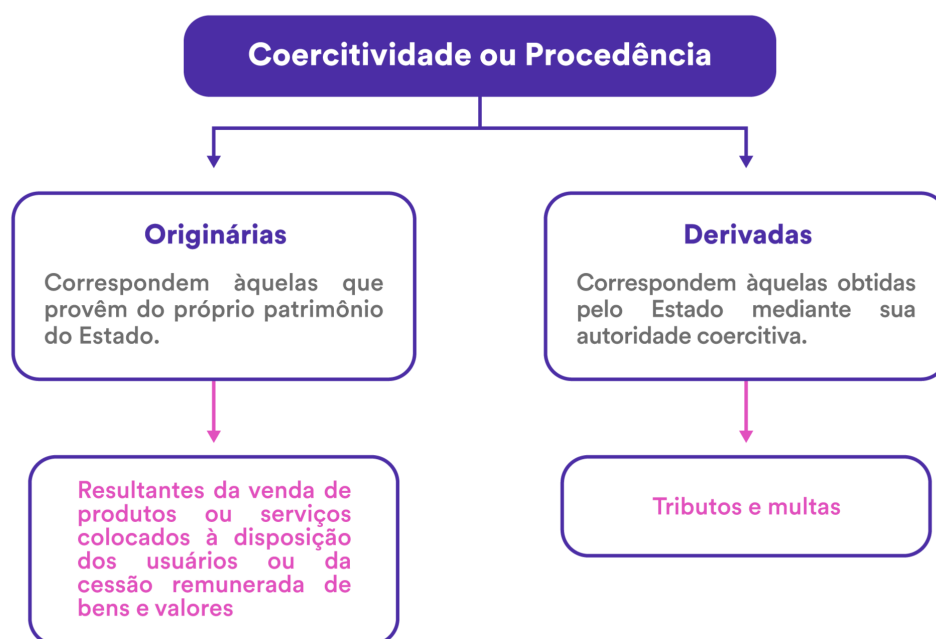 Coercitividade ou Procedência
Originárias
Correspondem àquelas que
provêm do próprio patrimônio
do Estado.
Derivadas
Correspondem àquelas obtidas
pelo Estado mediante sua
autoridade coercitiva.
Resultantes da venda de
produtos ou serviços
colocados à disposição
dos usuários ou da
cessão remunerada de
bens e valores
Tributos e multas